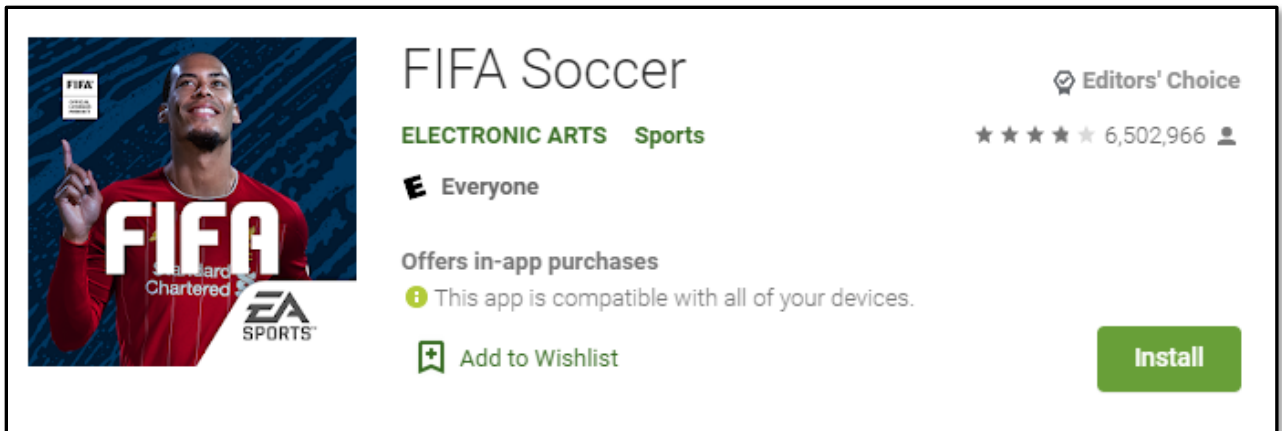 FIFA Soccer
Editors' Choice
ELECTRONIC ARTS Sports
6,502,966
E Everyone
Offers in-app purchases
This app is compatible with all of your devices.
Add to Wishlist
Install
FIFA
FIFA
Standard
Chartered
EA
SPORTS